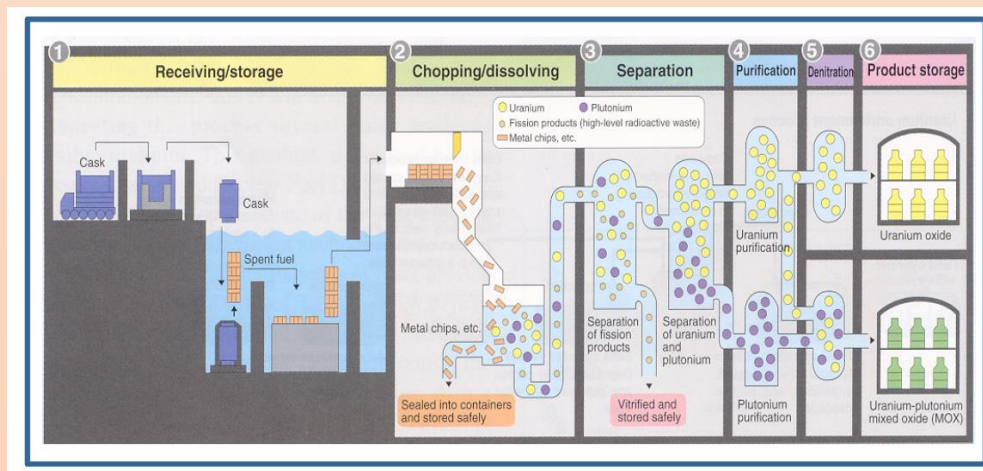 1
Receiving/storage
2
Chopping/dissolving
3
Separation
4
Purification
5
Denitration
6
Product storage
Uranium
Plutonium
Fission products (high-level radioactive waste)
Metal chips, etc.
Cask
Cask
Spent fuel
Metal chips, etc.
Sealed into containers
and stored safely
Separation
of fission
products
Separation
of uranium
and
plutonium
Vitrified and
stored safely
Uranium
purification
Plutonium
purification
Uranium oxide
Uranium-plutonium
mixed oxide (MOX)